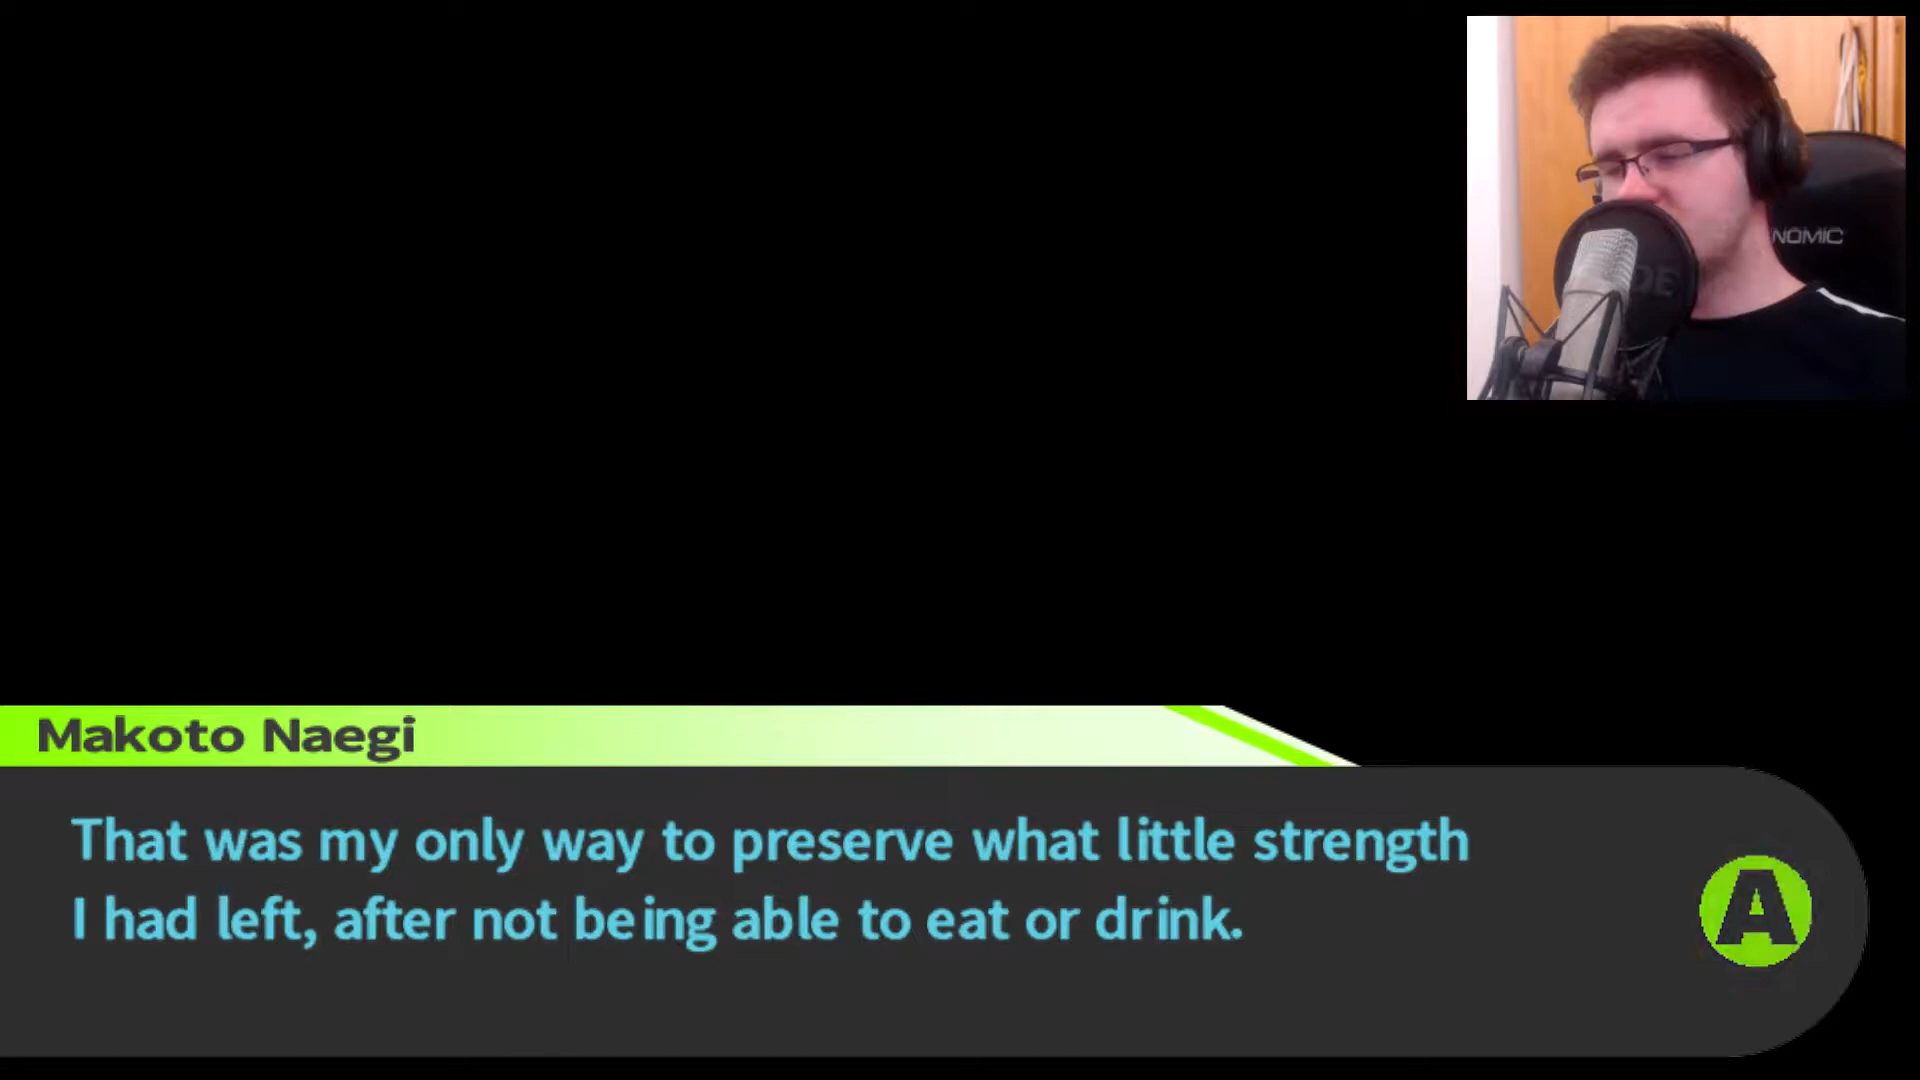 NOMIC
DE
Makoto Naegi
That was my only way to preserve what little strength
I had left, after not being able to eat or drink.
A